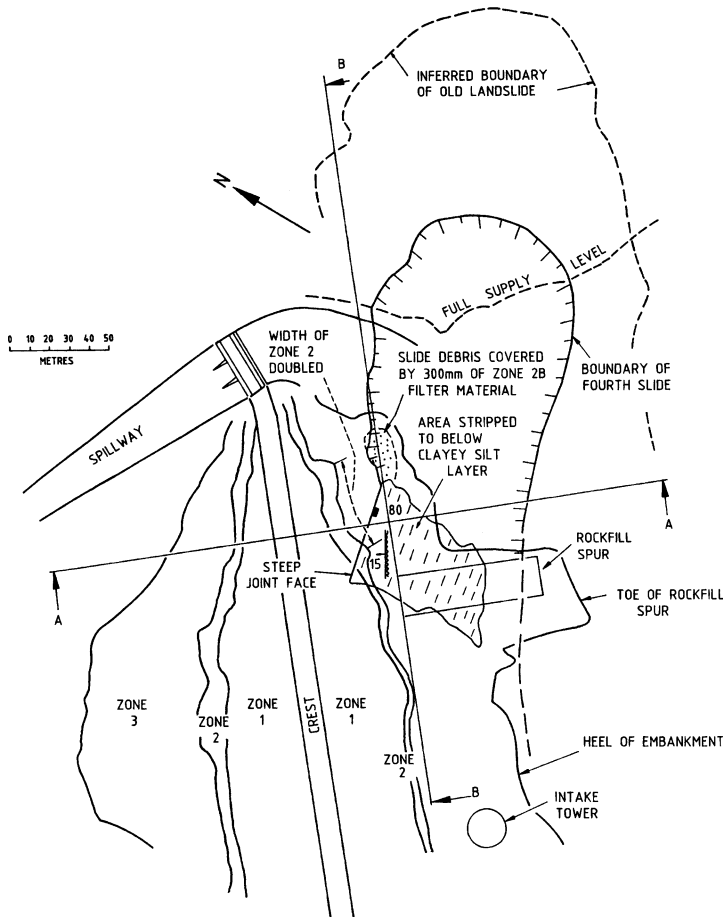 B
INFERRED BOUNDARY
OF OLD LANDSLIDE
N
FULL SUPPLY LEVEL
0 10 20 30 40 50
METRES
WIDTH OF
ZONE 2
DOUBLED
SLIDE DEBRIS COVERED
BY 300mm OF ZONE 2B
FILTER MATERIAL
BOUNDARY OF
FOURTH SLIDE
AREA STRIPPED
TO BELOW
CLAYEY SILT
LAYER
SPILLWAY
80
A
ROCKFILL
SPUR
STEEP
JOINT FACE
15
A
TOE OF ROCKFILL
SPUR
ZONE
3
ZONE
2
ZONE
1
CREST
ZONE
1
ZONE
2
HEEL OF EMBANKMENT
B
INTAKE
TOWER